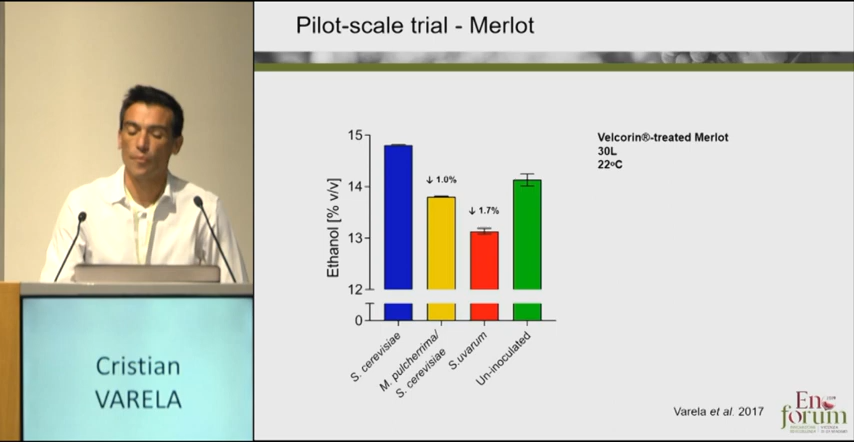 Pilot-scale trial - Merlot
Velcorin®-treated Merlot
30L
22ºC
Ethanol [% v/v]
15
14
13
12
0
↓ 1.0%
↓ 1.7%
S. cerevisiae
M. pulcherrima/
S. cerevisiae
S.uvarum
Un-inoculated
Cristian
VARELA
Varela et al. 2017
En
forum